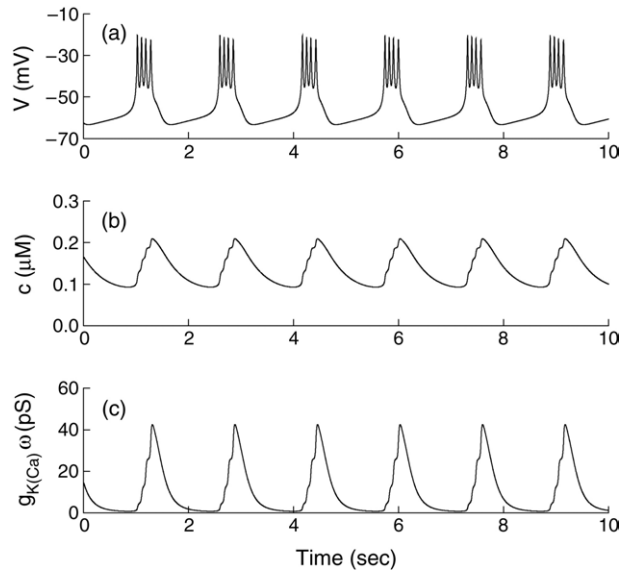 (a)
V (mV)
−10
−30
−50
−70
0 2 4 6 8 10
(b)
c (μM)
0.3
0.2
0.1
0.0
0 2 4 6 8 10
(c)
gK(Ca) ω (pS)
60
40
20
0
0 2 4 6 8 10
Time (sec)